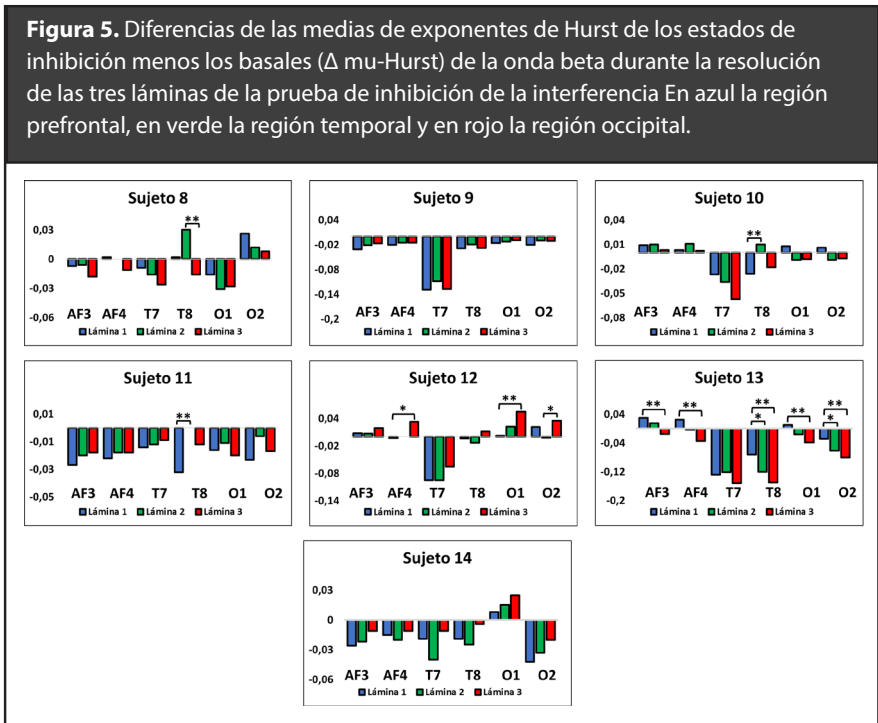 Figura 5. Diferencias de las medias de exponentes de Hurst de los estados de
inhibición menos los basales (Δ mu-Hurst) de la onda beta durante la resolución
de las tres láminas de la prueba de inhibición de la interferencia En azul la región
prefrontal, en verde la región temporal y en rojo la región occipital.
Sujeto 8
0,03
0
-0,03
-0,06
**
AF3 AF4 T7 T8 O1 O2
Lámina 1 Lámina 2 Lámina 3
Sujeto 9
0,04
-0,02
-0,08
-0,14
-0,2
AF3 AF4 T7 T8 O1 O2
Lámina 1 Lámina 2 Lámina 3
Sujeto 10
0,04
0,01
-0,02
-0,05
-0,08
**
AF3 AF4 T7 T8 O1 O2
Lámina 1 Lámina 2 Lámina 3
Sujeto 11
0,01
-0,01
-0,03
-0,05
**
AF3 AF4 T7 T8 O1 O2
Lámina 1 Lámina 2 Lámina 3
Sujeto 12
0,04
-0,02
-0,08
-0,14
* ** *
AF3 AF4 T7 T8 O1 O2
Lámina 1 Lámina 2 Lámina 3
Sujeto 13
0,04
-0,04
-0,12
-0,2
** ** ** * ** ** *
AF3 AF4 T7 T8 O1 O2
Lámina 1 Lámina 2 Lámina 3
Sujeto 14
0,03
0
-0,03
-0,06
AF3 AF4 T7 T8 O1 O2
Lámina 1 Lámina 2 Lámina 3